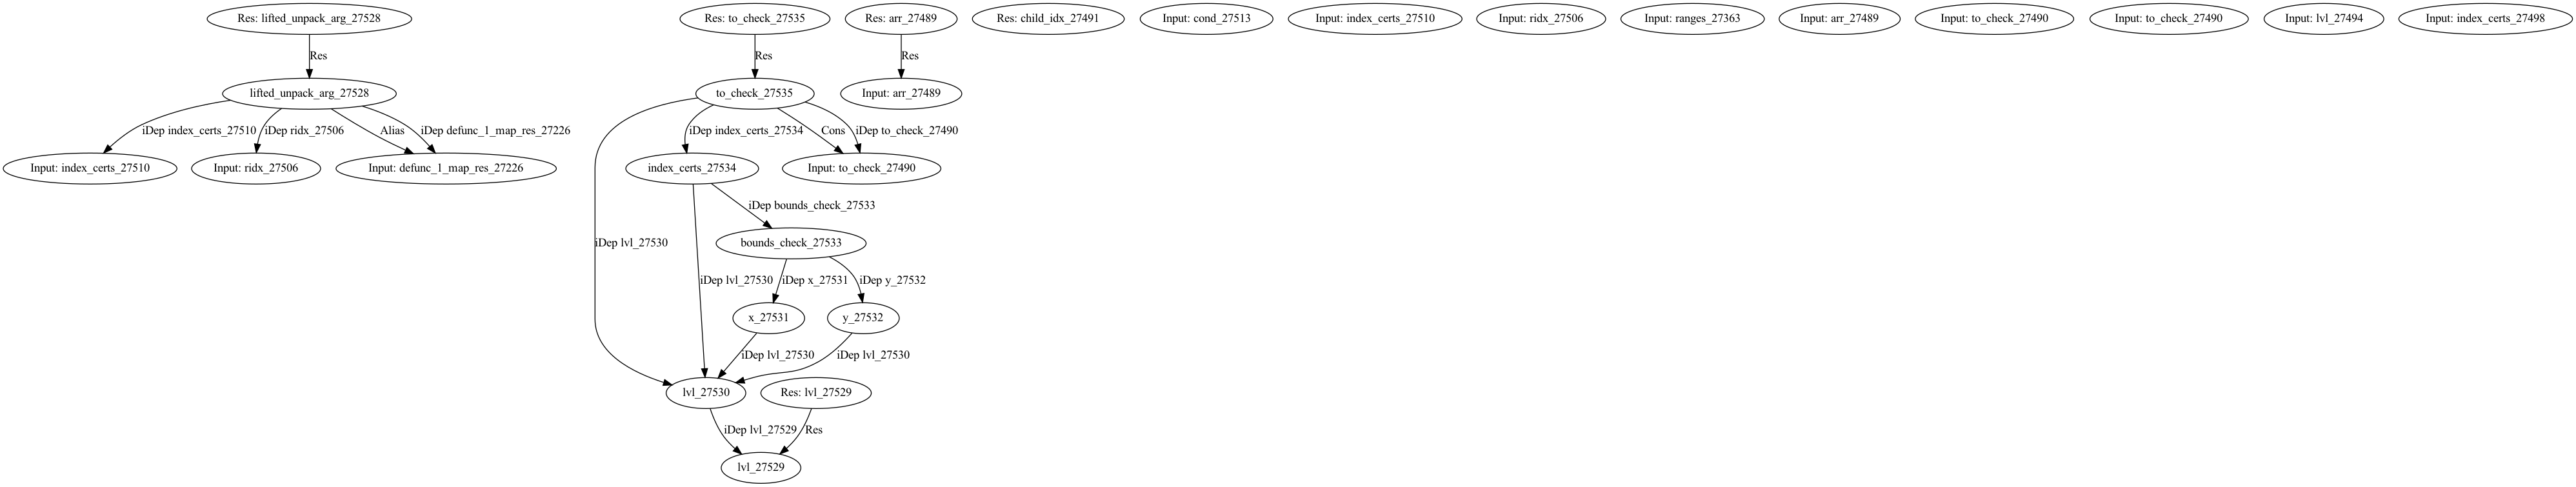 Res: lifted_unpack_arg_27528
Res: to_check_27535
Res: arr_27489
Res: child_idx_27491
Input: cond_27513
Input: index_certs_27510
Input: ridx_27506
Input: ranges_27363
Input: arr_27489
Input: to_check_27490
Input: to_check_27490
Input: lvl_27494
Input: index_certs_27498
Res
Res
Res
lifted_unpack_arg_27528
to_check_27535
Input: arr_27489
iDep index_certs_27510
iDep ridx_27506
Alias
iDep defunc_1_map_res_27226
iDep index_certs_27534
Cons
iDep to_check_27490
Input: index_certs_27510
Input: ridx_27506
Input: defunc_1_map_res_27226
index_certs_27534
Input: to_check_27490
iDep bounds_check_27533
iDep lvl_27530
bounds_check_27533
iDep lvl_27530
iDep x_27531
iDep y_27532
x_27531
y_27532
iDep lvl_27530
iDep lvl_27530
lvl_27530
Res: lvl_27529
iDep lvl_27529
Res
lvl_27529